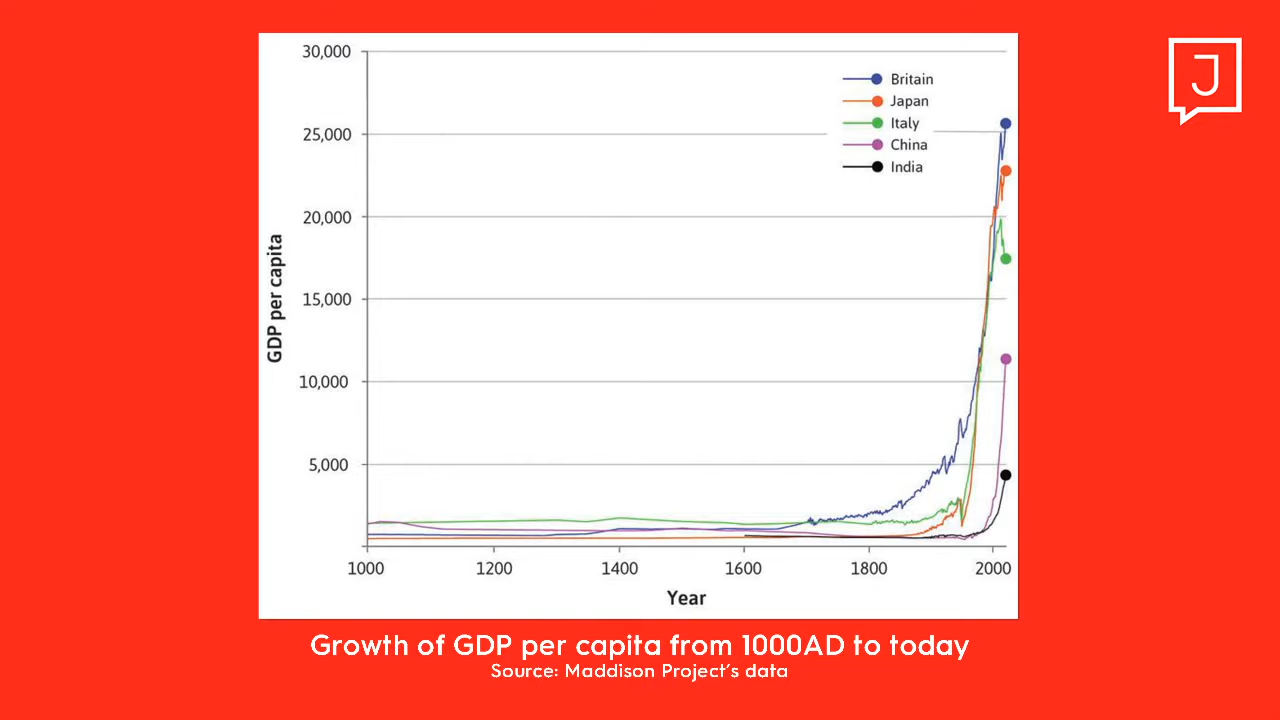 J
30,000
25,000
20,000
15,000
10,000
5,000
GDP per capita
Britain
Japan
Italy
China
India
1000 1200 1400 1600 1800 2000
Year
Growth of GDP per capita from 1000AD to today
Source: Maddison Project's data